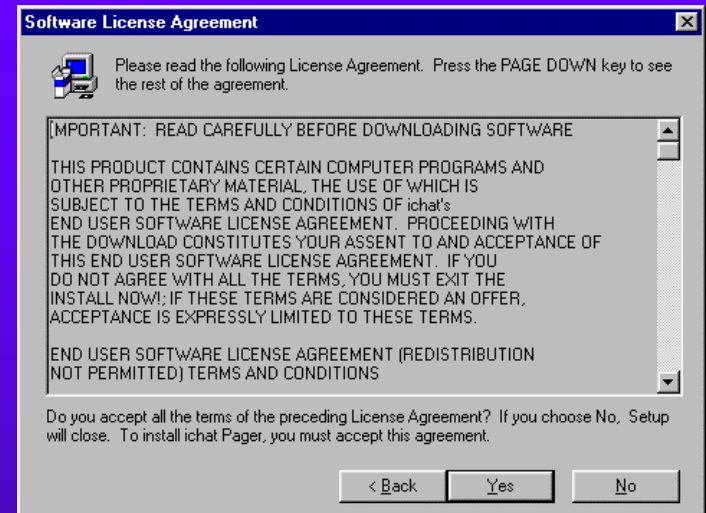 Software License Agreement
Please read the following License Agreement. Press the PAGE DOWN key to see
the rest of the agreement.
IMPORTANT: READ CAREFULLY BEFORE DOWNLOADING SOFTWARE
THIS PRODUCT CONTAINS CERTAIN COMPUTER PROGRAMS AND
OTHER PROPRIETARY MATERIAL, THE USE OF WHICH IS
SUBJECT TO THE TERMS AND CONDITIONS OF ichat's
END USER SOFTWARE LICENSE AGREEMENT. PROCEEDING WITH
THE DOWNLOAD CONSTITUTES YOUR ASSENT TO AND ACCEPTANCE OF
THIS END USER SOFTWARE LICENSE AGREEMENT. IF YOU
DO NOT AGREE WITH ALL THE TERMS, YOU MUST EXIT THE
INSTALL NOW!; IF THESE TERMS ARE CONSIDERED AN OFFER,
ACCEPTANCE IS EXPRESSLY LIMITED TO THESE TERMS.
END USER SOFTWARE LICENSE AGREEMENT (REDISTRIBUTION
NOT PERMITTED) TERMS AND CONDITIONS
Do you accept all the terms of the preceding License Agreement? If you choose No, Setup
will close. To install ichat Pager, you must accept this agreement.
< Back Yes No